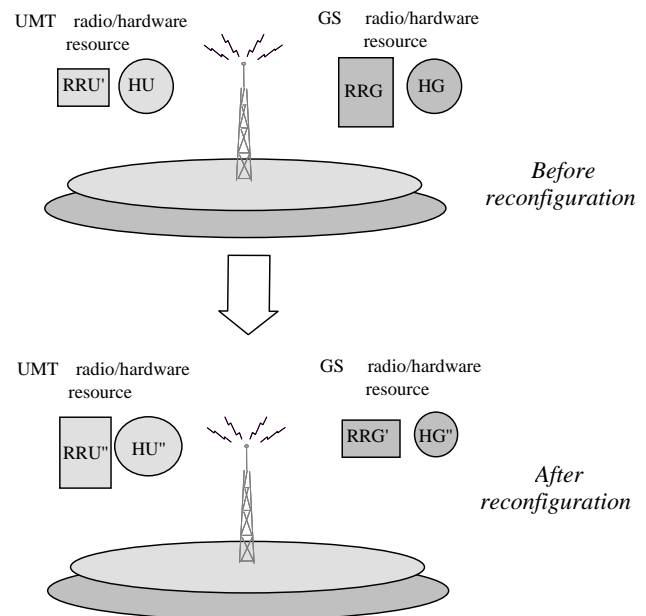 UMT radio/hardware
resource
GS radio/hardware
resource
RRU'
HU
RRG
HG
Before
reconfiguration
UMT radio/hardware
resource
GS radio/hardware
resource
RRU"
HU"
RRG'
HG"
After
reconfiguration